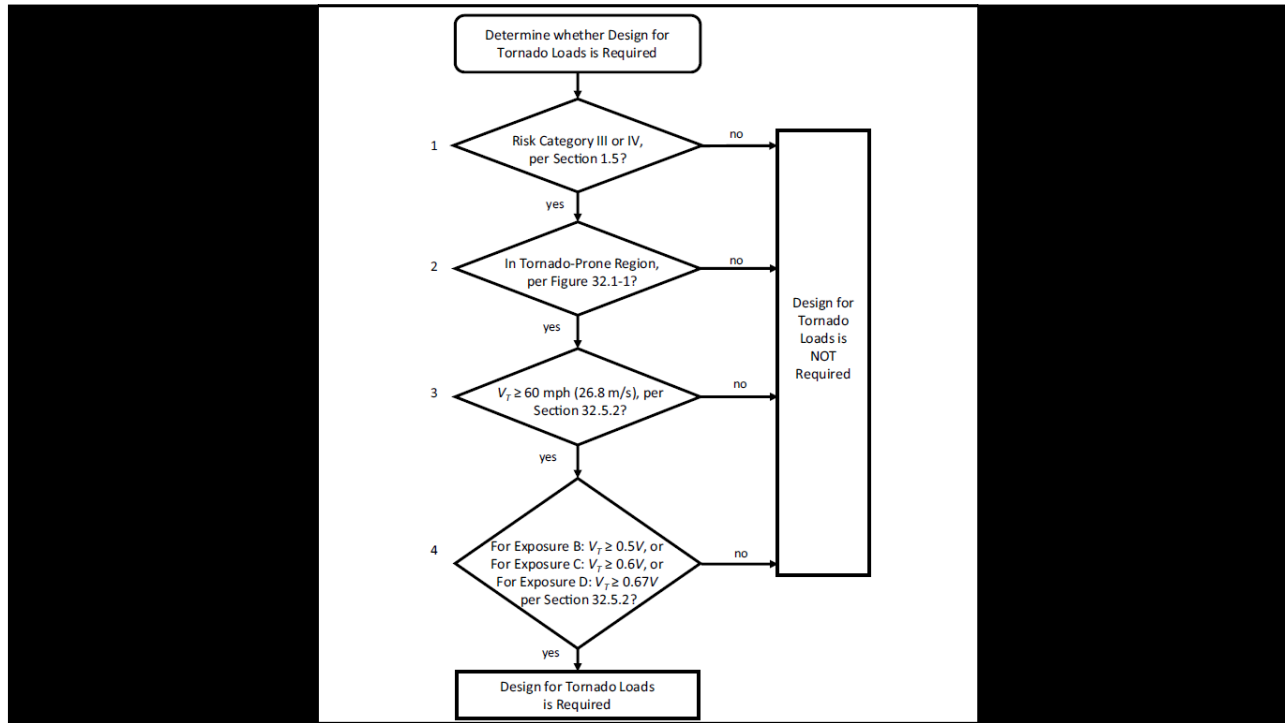 Determine whether Design for
Tornado Loads is Required
1
Risk Category III or IV,
per Section 1.5?
no
yes
2
In Tornado-Prone Region,
per Figure 32.1-1?
no
yes
Design for
Tornado
Loads is
NOT
Required
3
V_T ≥ 60 mph (26.8 m/s), per
Section 32.5.2?
no
yes
4
For Exposure B: V_T ≥ 0.5V, or
For Exposure C: V_T ≥ 0.6V, or
For Exposure D: V_T ≥ 0.67V
per Section 32.5.2?
no
yes
Design for Tornado Loads
is Required